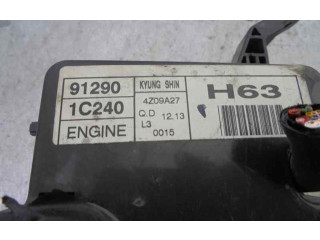 91290
1C240
ENGINE
KYUNG SHIN
4Z09A27
Q.D 12.13
L3
0015
H63